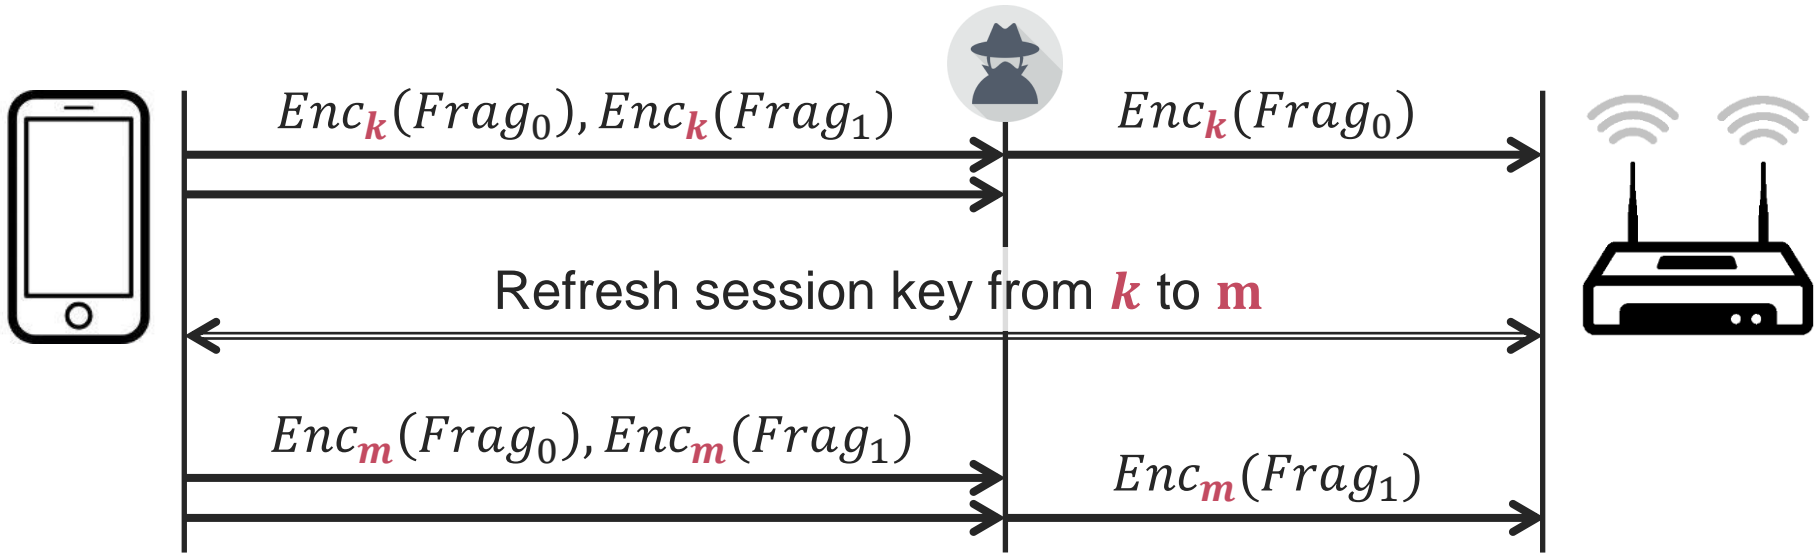 Enc_k(Frag_0), Enc_k(Frag_1)
Enc_k(Frag_0)
Refresh session key from k to m
Enc_m(Frag_0), Enc_m(Frag_1)
Enc_m(Frag_1)